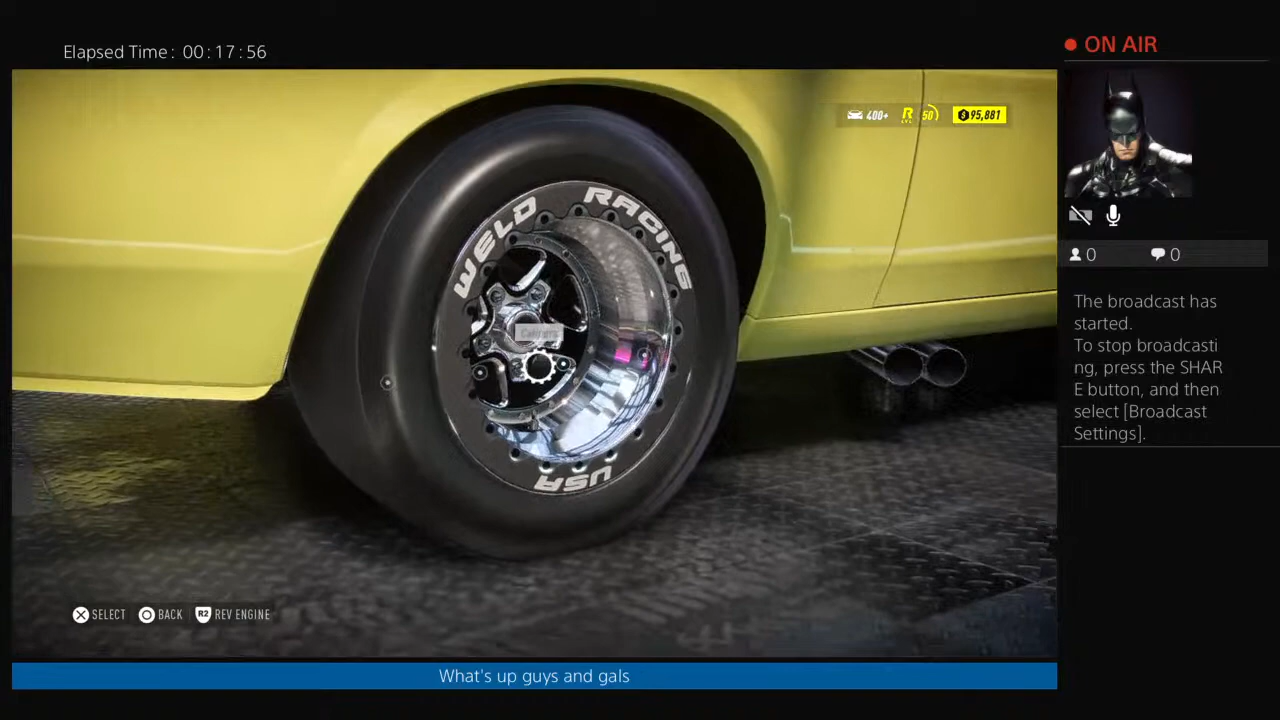 Elapsed Time: 00:17:56
ON AIR
400+
R
LVL
50
95,881
WELD RACING
USA
0
0
The broadcast has
started.
To stop broadcasti
ng, press the SHAR
E button, and then
select [Broadcast
Settings].
SELECT
BACK
R2 REV ENGINE
What's up guys and gals